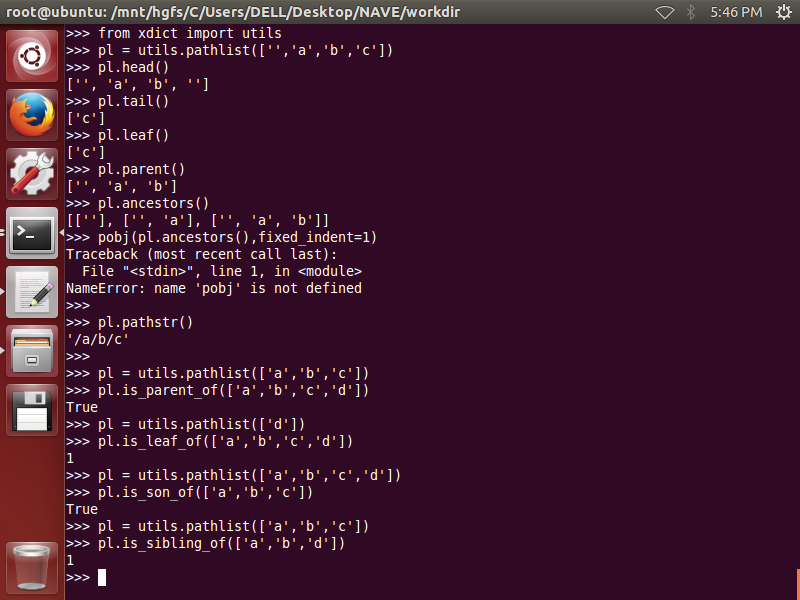 root@ubuntu: /mnt/hgfs/C/Users/DELL/Desktop/NAVE/workdir
5:46 PM
>>> from xdict import utils
>>> pl = utils.pathlist(['','a','b','c'])
>>> pl.head()
['', 'a', 'b', '']
>>> pl.tail()
['c']
>>> pl.leaf()
['c']
>>> pl.parent()
['', 'a', 'b']
>>> pl.ancestors()
[[''], ['', 'a'], ['', 'a', 'b']]
>>> pobj(pl.ancestors(),fixed_indent=1)
Traceback (most recent call last):
  File "<stdin>", line 1, in <module>
NameError: name 'pobj' is not defined
>>>
>>> pl.pathstr()
'/a/b/c'
>>>
>>> pl = utils.pathlist(['a','b','c'])
>>> pl.is_parent_of(['a','b','c','d'])
True
>>> pl = utils.pathlist(['d'])
>>> pl.is_leaf_of(['a','b','c','d'])
1
>>> pl = utils.pathlist(['a','b','c','d'])
>>> pl.is_son_of(['a','b','c'])
True
>>> pl = utils.pathlist(['a','b','c'])
>>> pl.is_sibling_of(['a','b','d'])
1
>>>